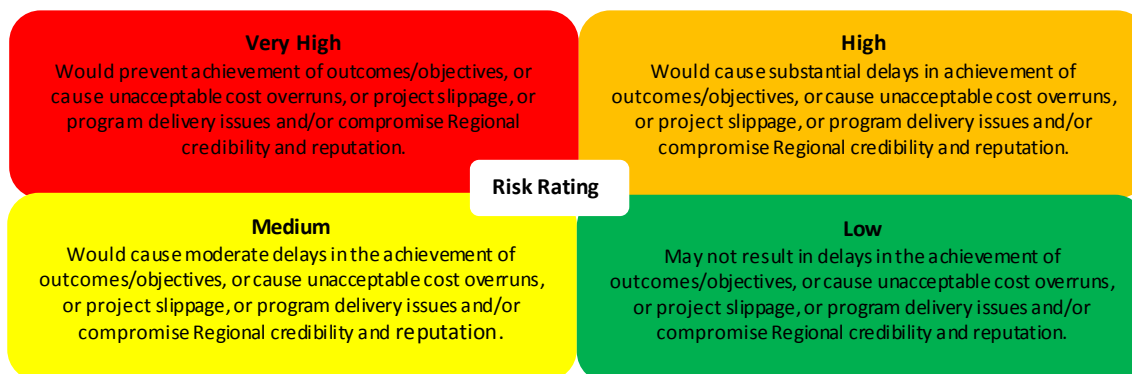 Very High
Would prevent achievement of outcomes/objectives, or
cause unacceptable cost overruns, or project slippage, or
program delivery issues and/or compromise Regional
credibility and reputation.
High
Would cause substantial delays in achievement of
outcomes/objectives, or cause unacceptable cost overruns,
or project slippage, or program delivery issues and/or
compromise Regional credibility and reputation.
Risk Rating
Medium
Would cause moderate delays in the achievement of
outcomes/objectives, or cause unacceptable cost overruns,
or project slippage, or program delivery issues and/or
compromise Regional credibility and reputation.
Low
May not result in delays in the achievement of
outcomes/objectives, or cause unacceptable cost overruns,
or project slippage, or program delivery issues and/or
compromise Regional credibility and reputation.